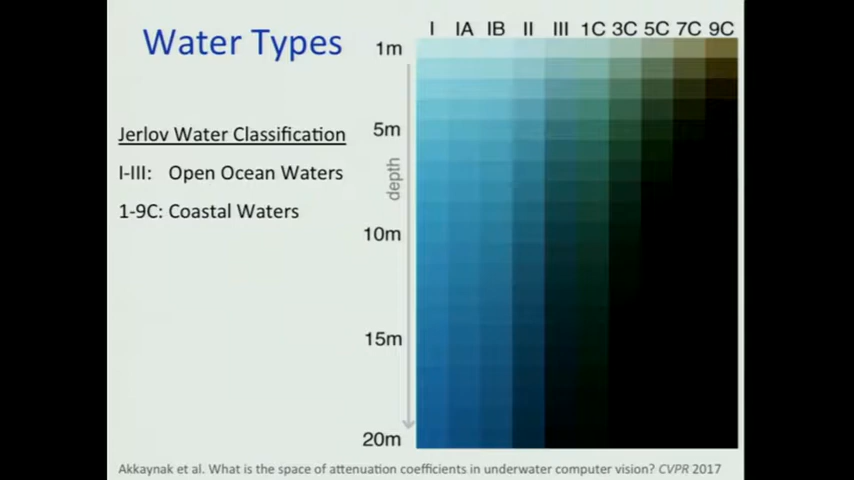 Water Types
Jerlov Water Classification
I-III: Open Ocean Waters
1-9C: Coastal Waters
I IA IB II III 1C 3C 5C 7C 9C
1m
5m
depth
10m
15m
20m
Akkaynak et al. What is the space of attenuation coefficients in underwater computer vision? CVPR 2017